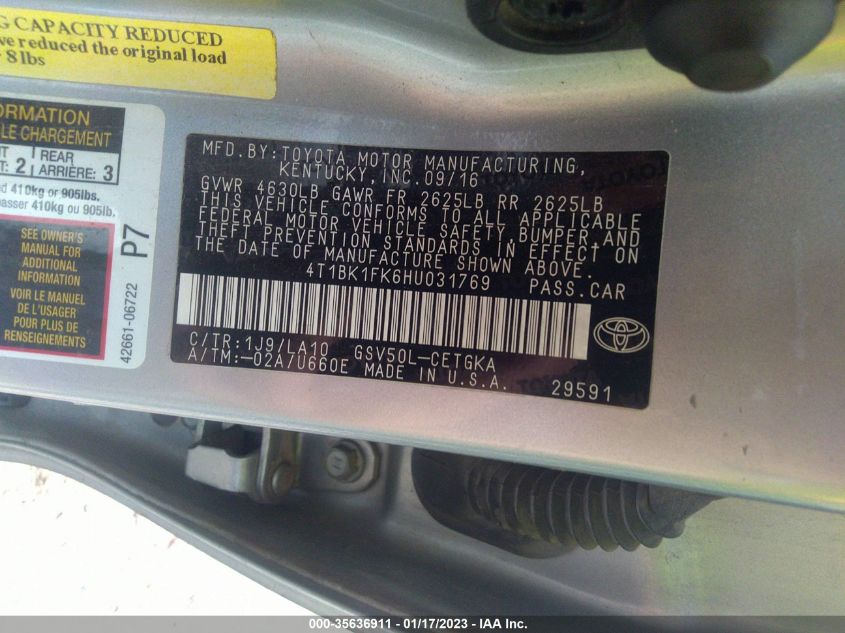 G CAPACITY REDUCED
ve reduced the original load
8 lbs
ORMATION
LE CHARGEMENT
NT REAR
T: 2 ARRIÈRE: 3
ed 410kg or 905lbs.
passer 410 kg ou 905lb.
SEE OWNER'S
MANUAL FOR
ADDITIONAL
INFORMATION
VOIR LE MANUEL
DE L'USAGER
POUR PLUS DE
RENSEIGNEMENTS
P7
42661-06722
MFD.BY:TOYOTA MOTOR MANUFACTURING,
KENTUCKY,INC.09/16
GVWR 4630LB GAWR FR 2625LB RR 2625LB
THIS VEHICLE CONFORMS TO ALL APPLICABLE
FEDERAL MOTOR VEHICLE SAFETY,BUMPER,AND
THEFT PREVENTION STANDARDS IN EFFECT ON
THE DATE OF MANUFACTURE SHOWN ABOVE.
4T1BK1FK6HU031769 PASS.CAR
C/TR:1J9/LA10 GSV50L-CETGKA
A/TM:-02A/U660E MADE IN U.S.A.
29591
000-35636911 - 01/17/2023 - IAA Inc.